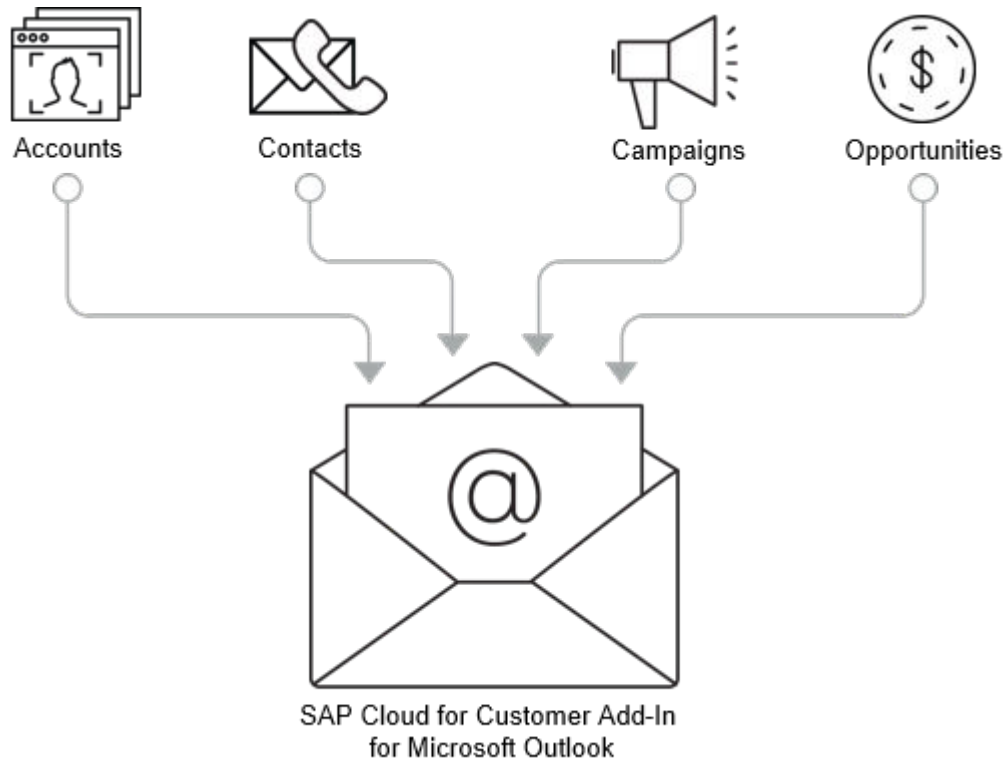 Accounts
Contacts
Campaigns
Opportunities
$
@
SAP Cloud for Customer Add-In
for Microsoft Outlook